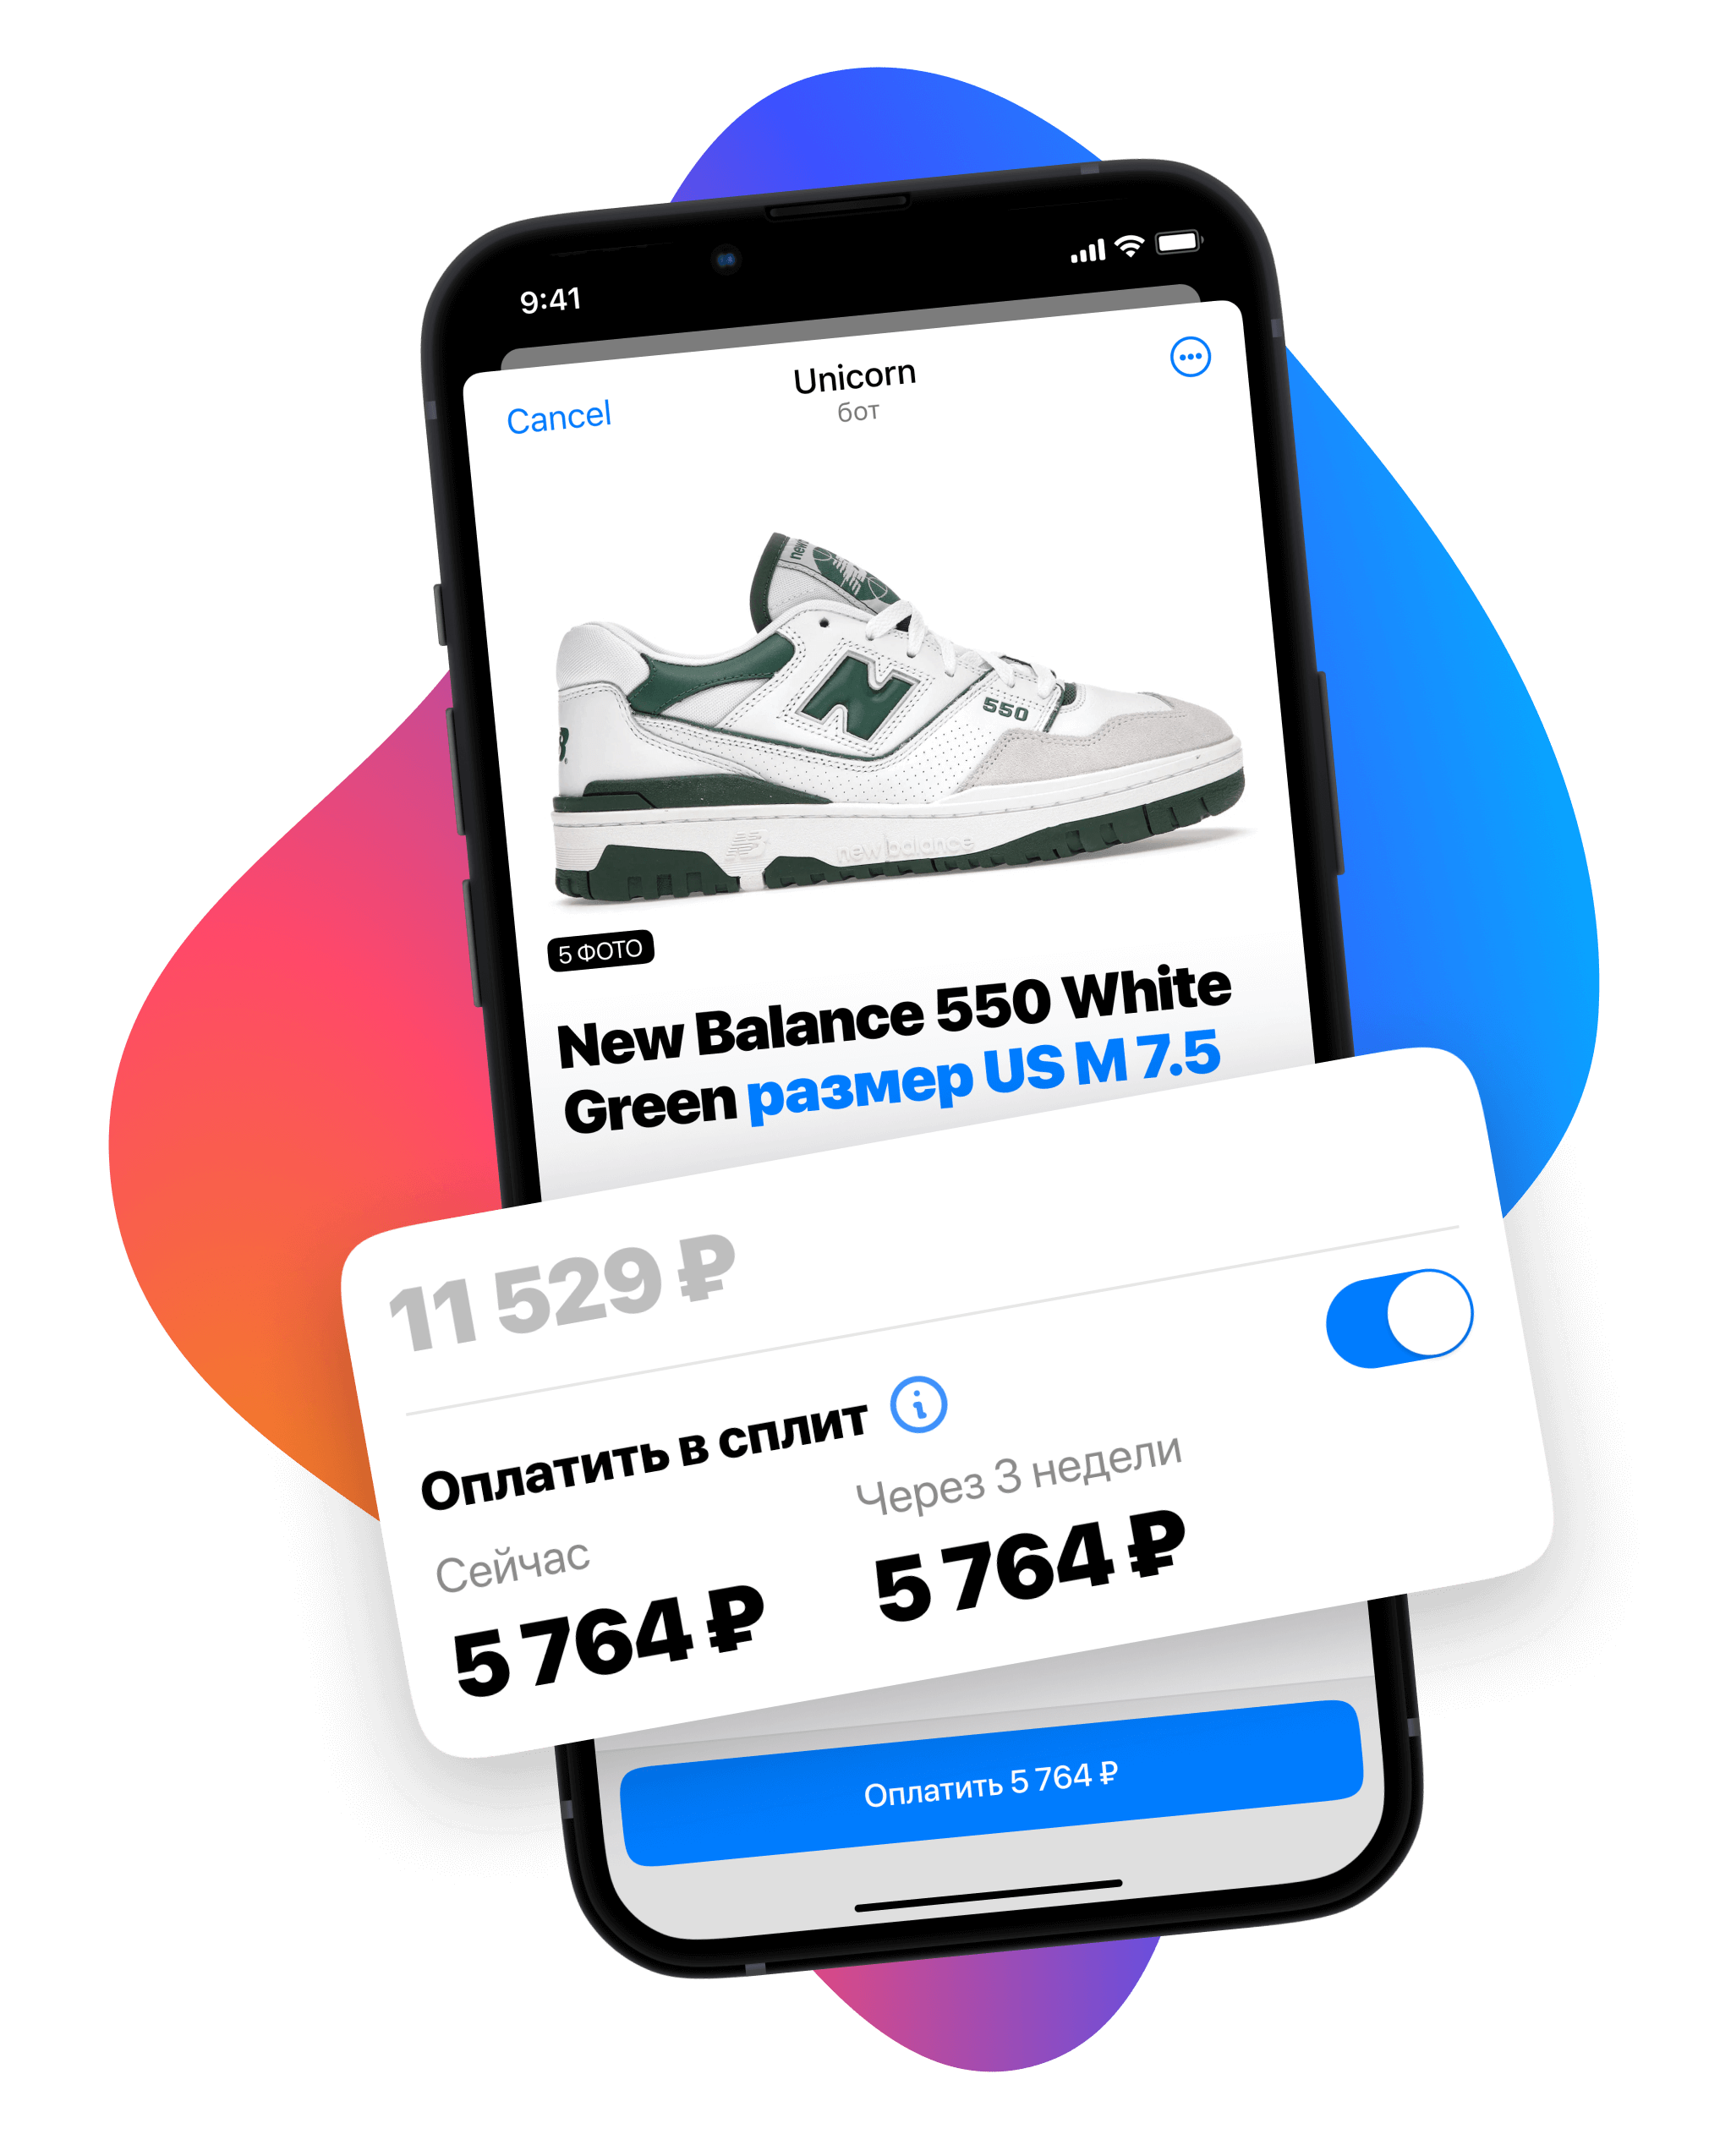 9:41
Cancel
Unicorn
бот
new
N
550
new balance
5 ФОТО
New Balance 550 White
Green размер US M 7.5
11 529 ₽
Оплатить в сплит
Сейчас
Через 3 недели
5 764 ₽
5 764 ₽
Оплатить 5 764 ₽